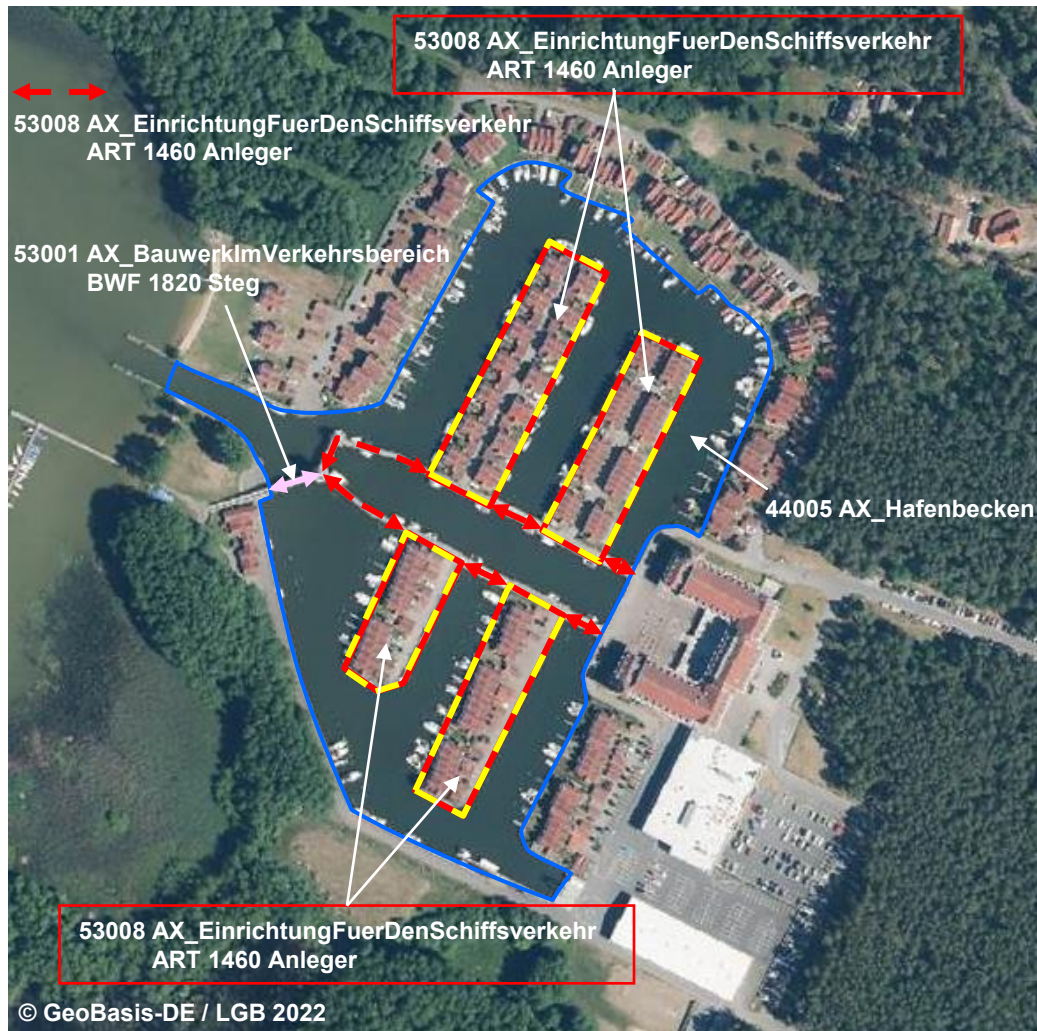 53008 AX_EinrichtungFuerDenSchiffsverkehr
ART 1460 Anleger
53008 AX_EinrichtungFuerDenSchiffsverkehr
ART 1460 Anleger
53001 AX_BauwerkImVerkehrsbereich
BWF 1820 Steg
44005 AX_Hafenbecken
53008 AX_EinrichtungFuerDenSchiffsverkehr
ART 1460 Anleger
© GeoBasis-DE / LGB 2022